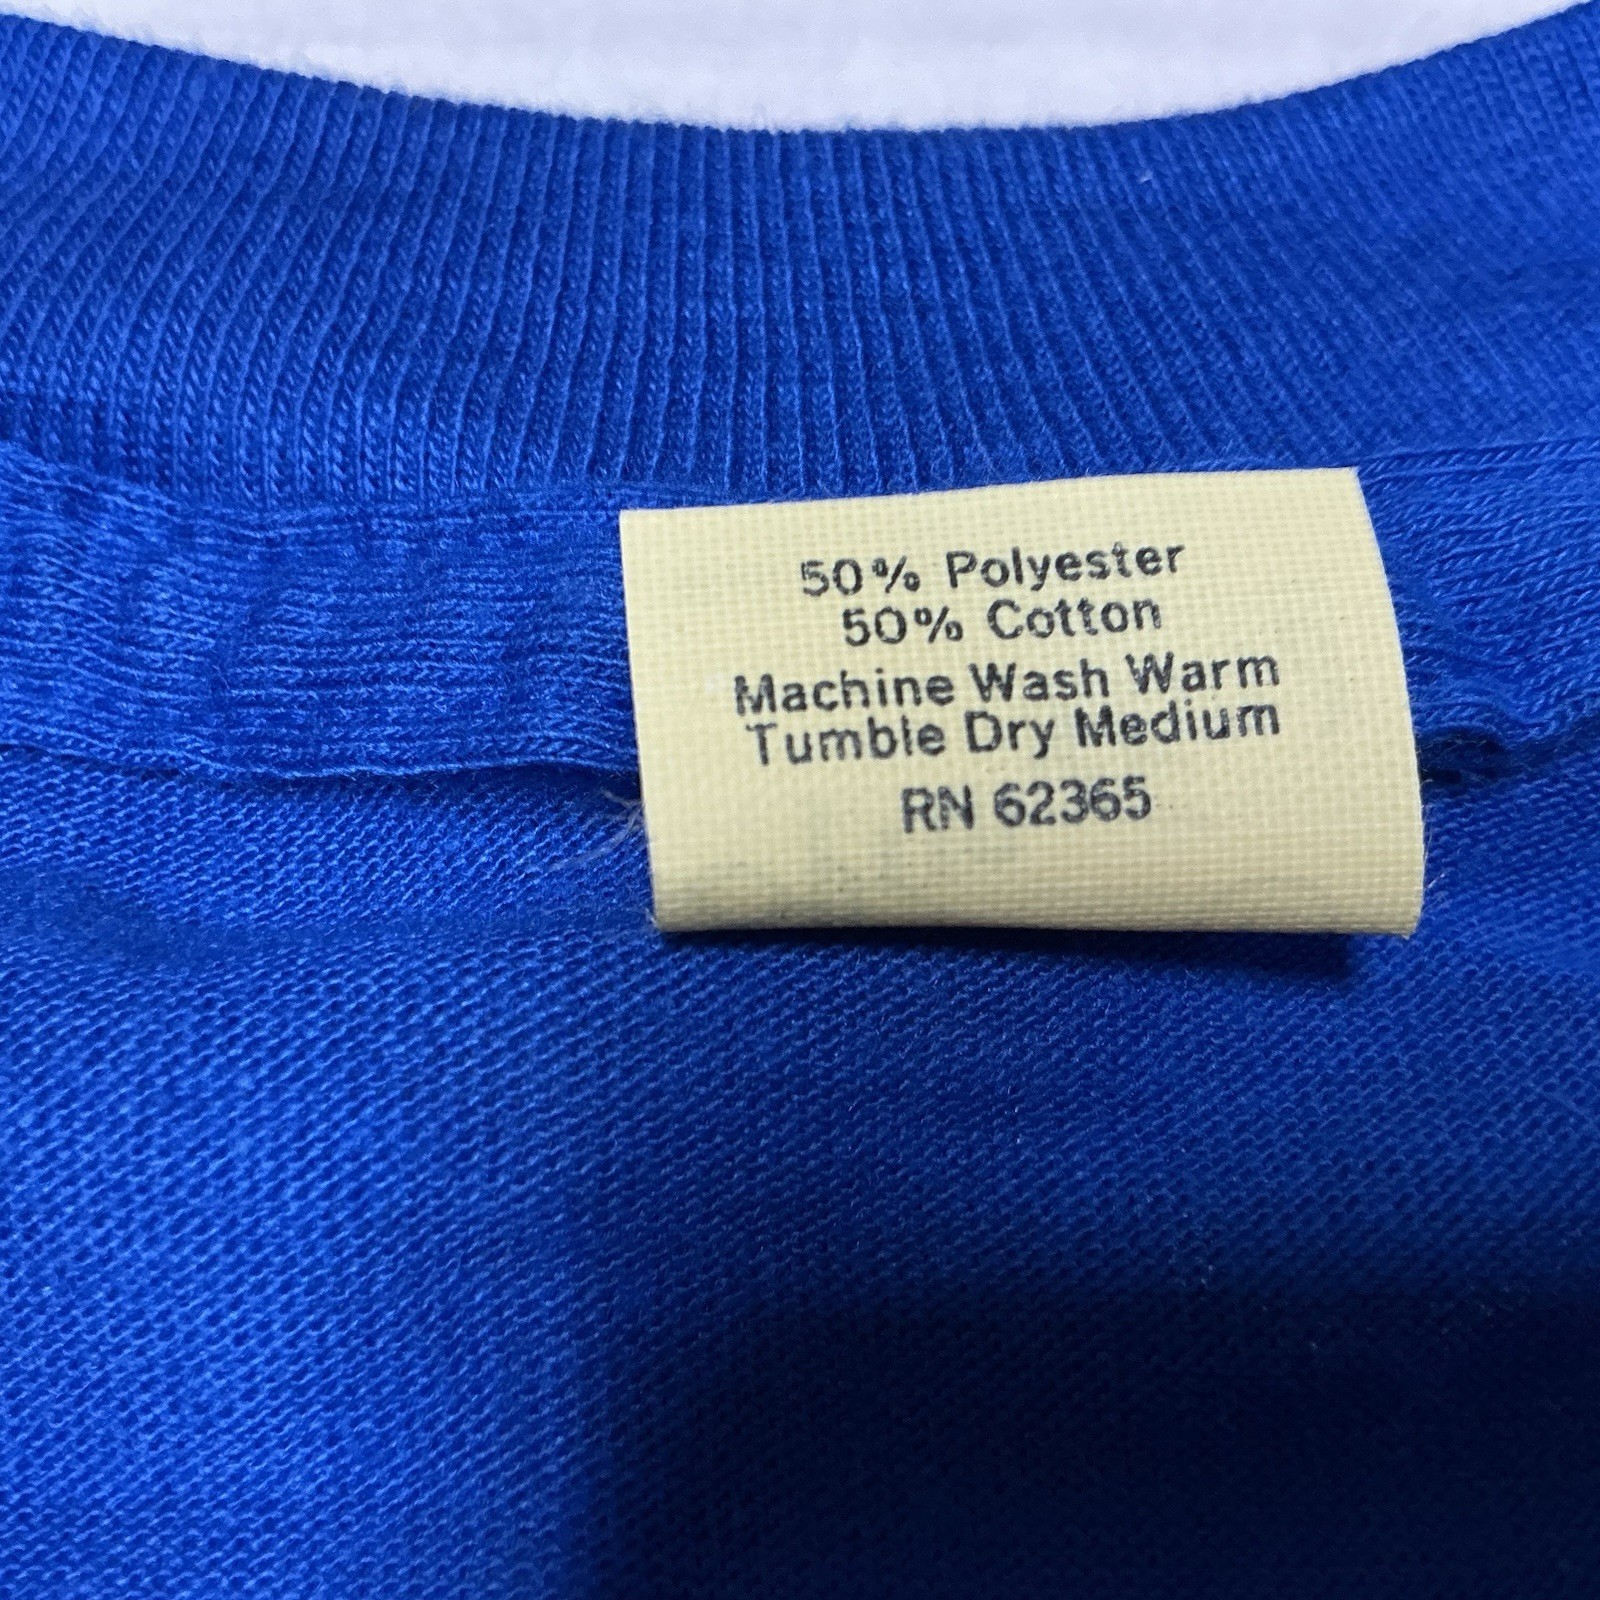 50% Polyester
50% Cotton
Machine Wash Warm
Tumble Dry Medium
RN 62365